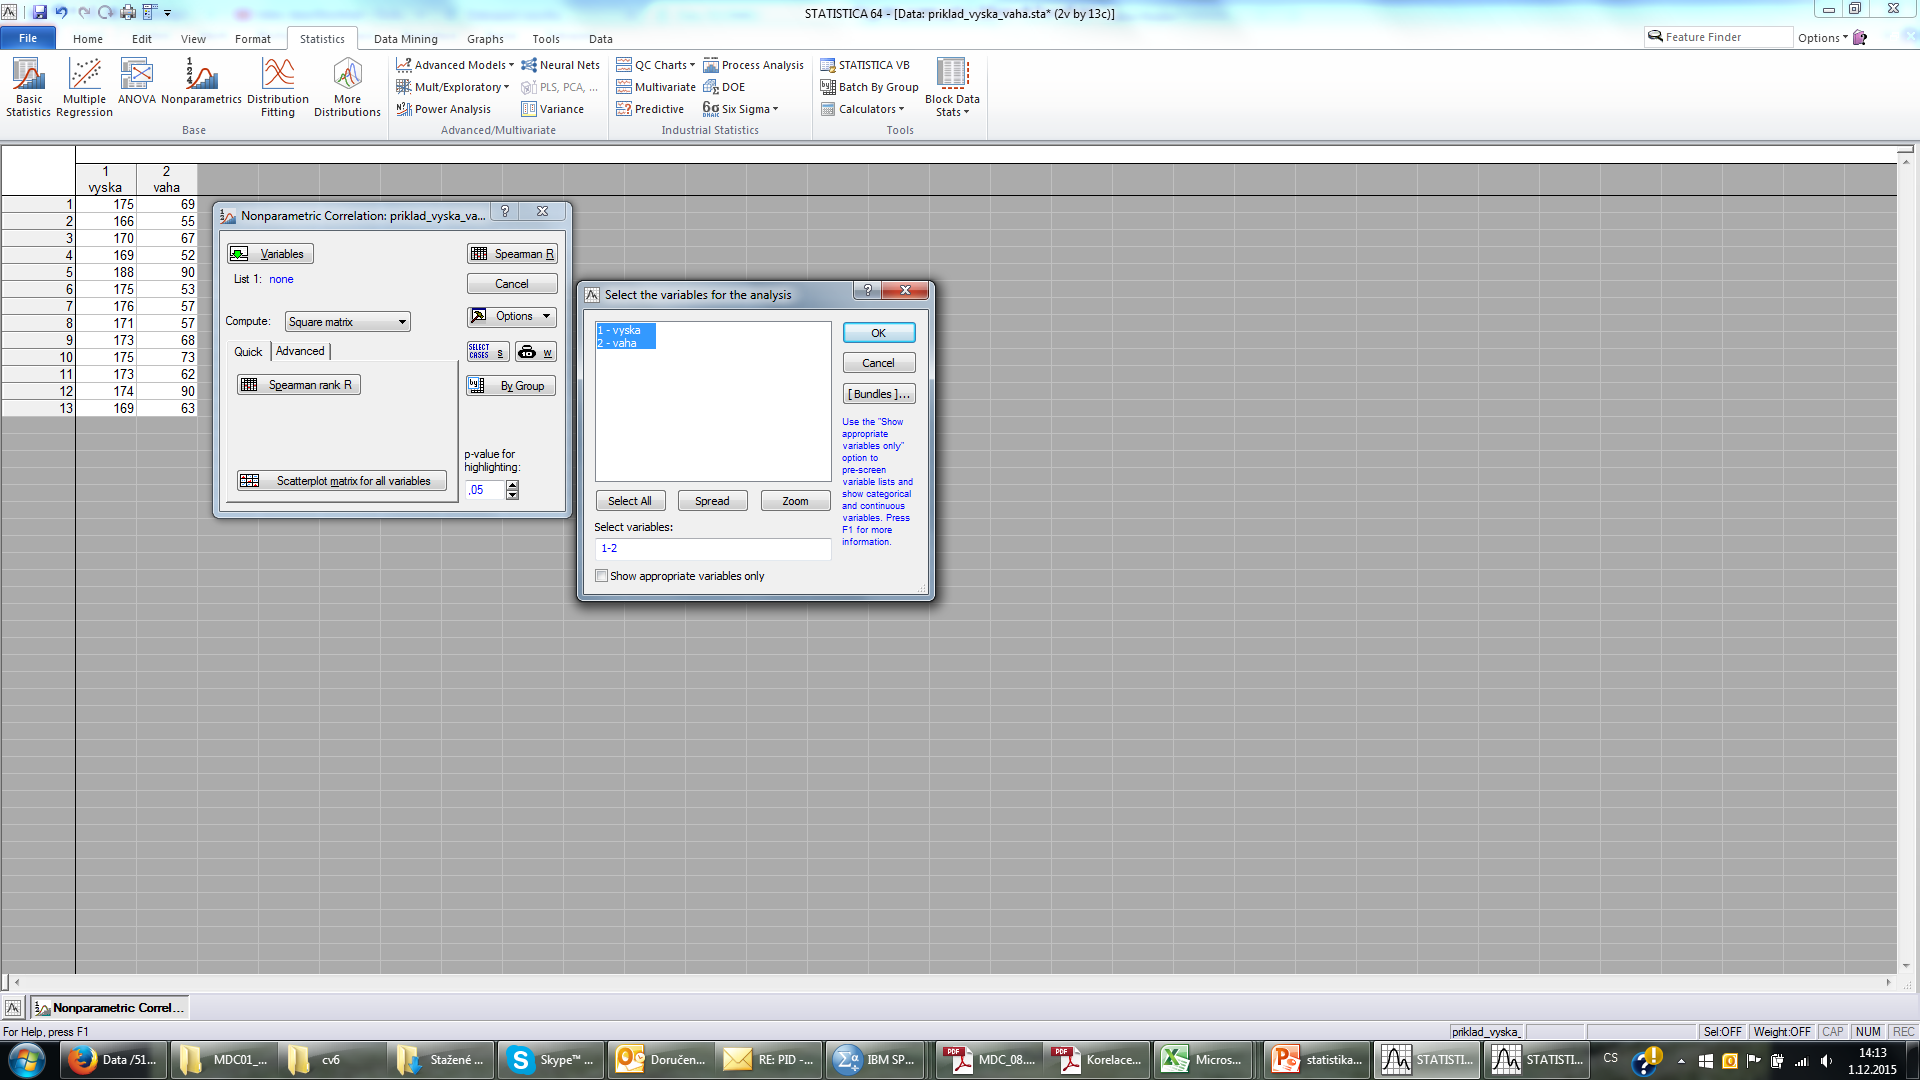 STATISTICA 64 - [Data: priklad_vyska_vaha.sta* (2v by 13c)]
File Home Edit View Format Statistics Data Mining Graphs Tools Data
Feature Finder Options
Basic Statistics
Multiple Regression
ANOVA
Nonparametrics
Distribution Fitting
More Distributions
Base
Advanced Models
Mult/Exploratory
Power Analysis
Neural Nets
PLS, PCA, ...
Variance
Advanced/Multivariate
QC Charts
Multivariate
Predictive
Process Analysis
DOE
Six Sigma
Industrial Statistics
STATISTICA VB
Batch By Group
Calculators
Block Data Stats
Tools
1 2
vyska vaha
1 175 69
2 166 55
3 170 67
4 169 52
5 188 90
6 175 53
7 176 57
8 171 57
9 173 68
10 175 73
11 173 62
12 174 90
13 169 63
Nonparametric Correlation: priklad_vyska_va...
Variables
List 1: none
Compute: Square matrix
Quick Advanced
Spearman rank R
Scatterplot matrix for all variables
Spearman R
Cancel
Options
SELECT CASES S
W
By Group
p-value for
highlighting:
,05
Select the variables for the analysis
1 - vyska
2 - vaha
OK
Cancel
[ Bundles ]...
Use the "Show
appropriate
variables only"
option to
pre-screen
variable lists and
show categorical
and continuous
variables. Press
F1 for more
information.
Select All Spread Zoom
Select variables:
1-2
Show appropriate variables only
Nonparametric Correl...
For Help, press F1
priklad_vyska_ Sel:OFF Weight:OFF CAP NUM REC
Data /51... MDC01_... cv6 Stažené ... Skype™ ... Doručen... RE: PID -... IBM SP... MDC_08.... Korelace... Micros... statistika... STATISTI... STATISTI... CS
14:13
1.12.2015